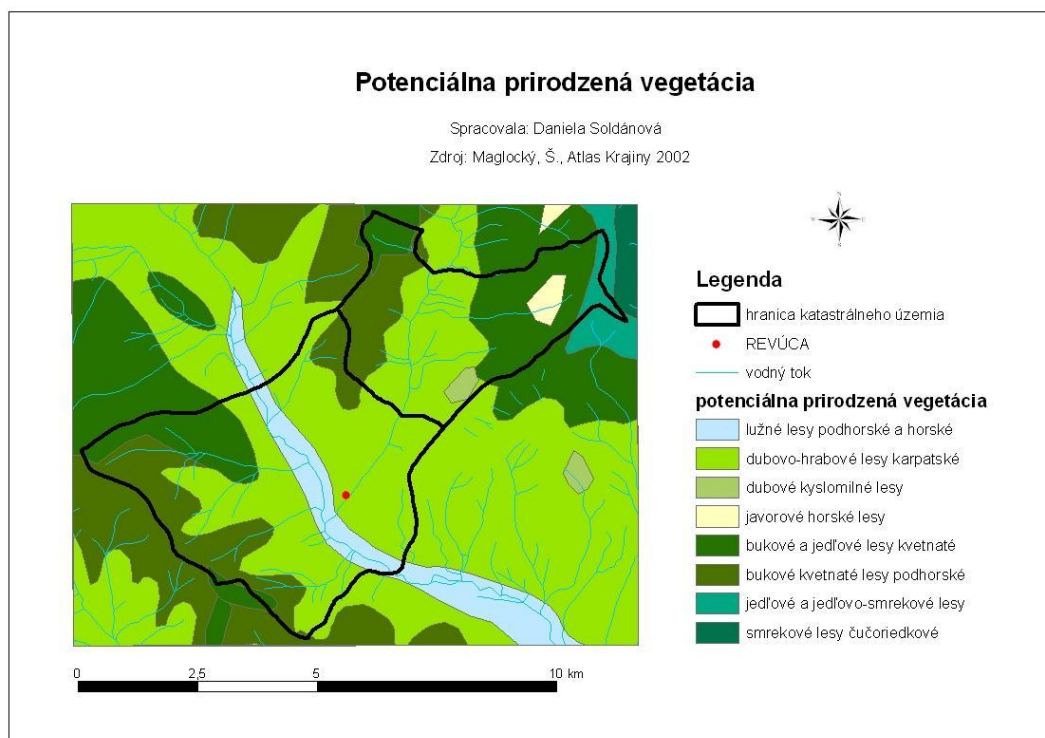 Potenciálna prirodzená vegetácia
Spracovala: Daniela Soldánová
Zdroj: Maglocký, Š., Atlas Krajiny 2002
N
W E
S
Legenda
hranica katastrálneho územia
REVÚCA
vodný tok
potenciálna prirodzená vegetácia
lužné lesy podhorské a horské
dubovo-hrabové lesy karpatské
dubové kyslomilné lesy
javorové horské lesy
bukové a jedľové lesy kvetnaté
bukové kvetnaté lesy podhorské
jedľové a jedľovo-smrekové lesy
smrekové lesy čučoriedkové
0 2,5 5 10 km